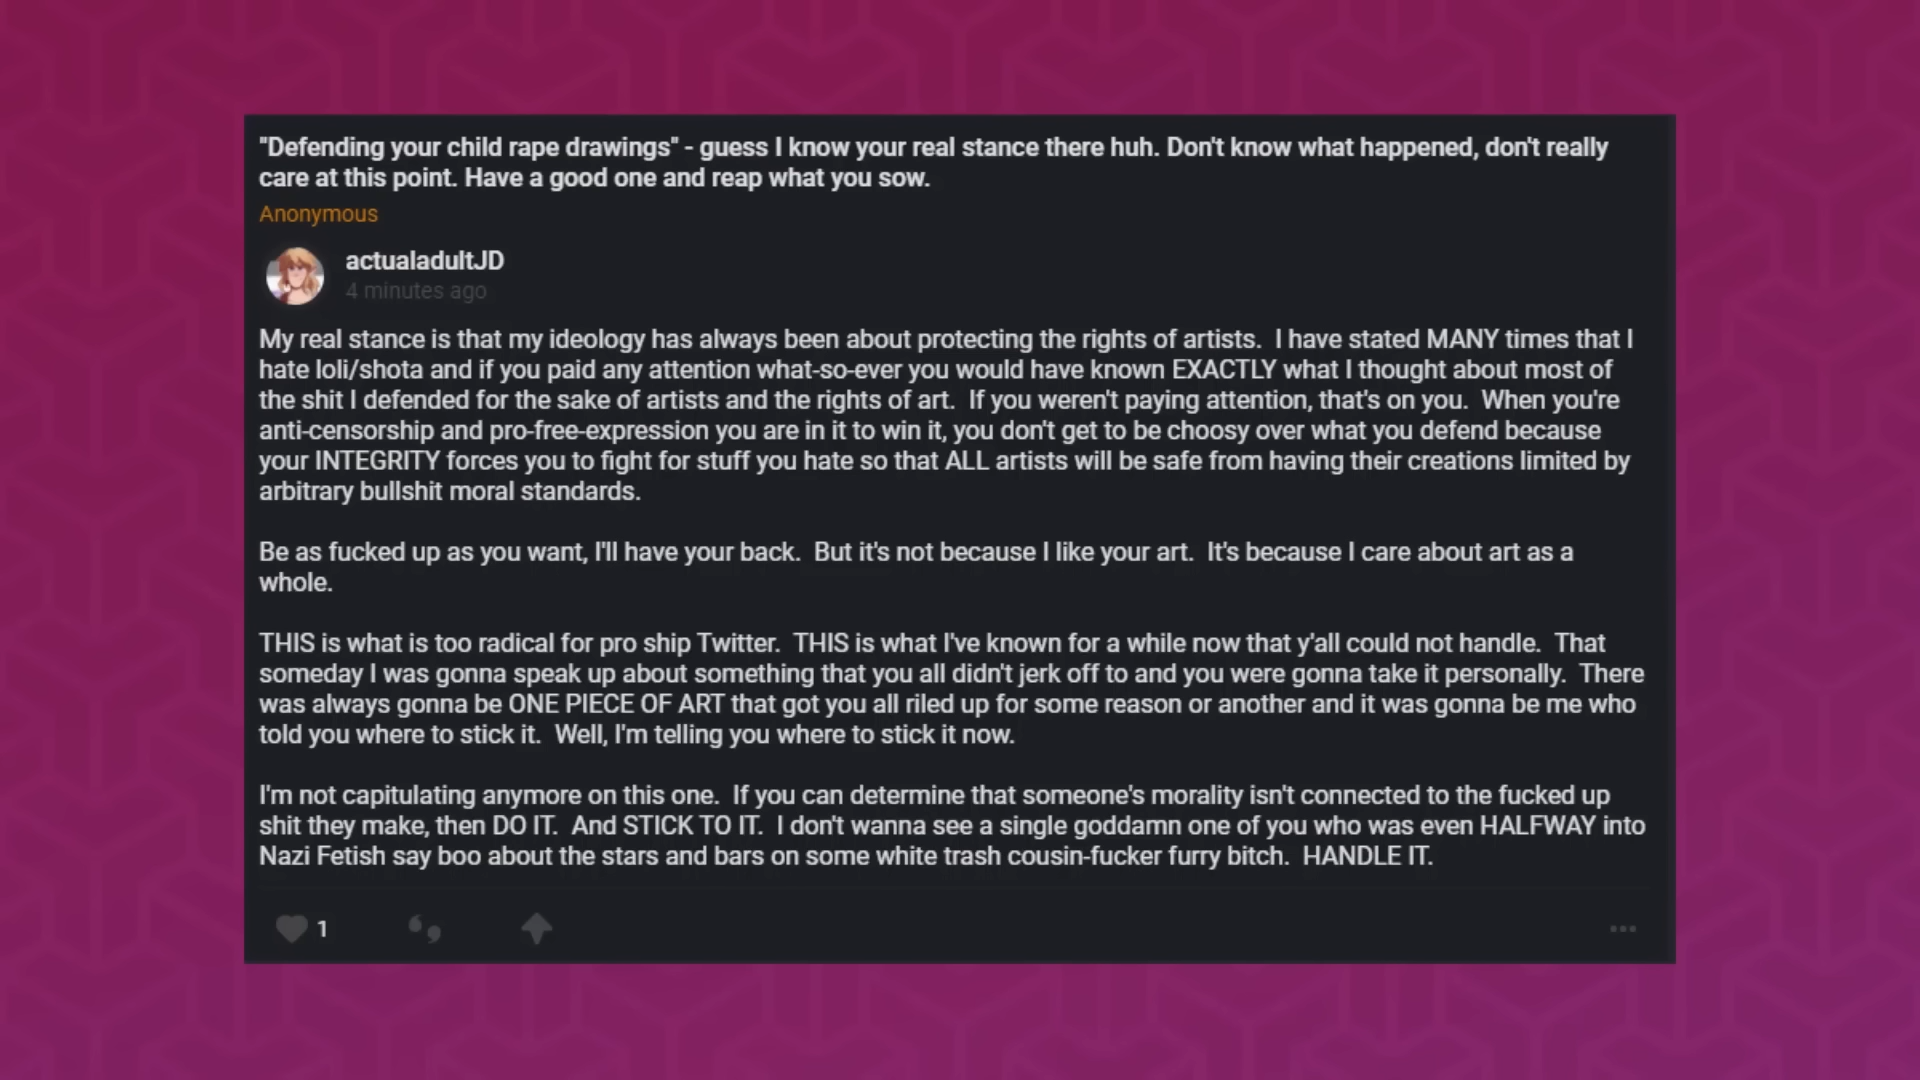 "Defending your child rape drawings" - guess I know your real stance there huh. Don't know what happened, don't really
care at this point. Have a good one and reap what you sow.
Anonymous
actualadultJD
4 minutes ago
My real stance is that my ideology has always been about protecting the rights of artists.  I have stated MANY times that I
hate loli/shota and if you paid any attention what-so-ever you would have known EXACTLY what I thought about most of
the shit I defended for the sake of artists and the rights of art.  If you weren't paying attention, that's on you.  When you're
anti-censorship and pro-free-expression you are in it to win it, you don't get to be choosy over what you defend because
your INTEGRITY forces you to fight for stuff you hate so that ALL artists will be safe from having their creations limited by
arbitrary bullshit moral standards.
Be as fucked up as you want, I'll have your back.  But it's not because I like your art.  It's because I care about art as a
whole.
THIS is what is too radical for pro ship Twitter.  THIS is what I've known for a while now that y'all could not handle.  That
someday I was gonna speak up about something that you all didn't jerk off to and you were gonna take it personally.  There
was always gonna be ONE PIECE OF ART that got you all riled up for some reason or another and it was gonna be me who
told you where to stick it.  Well, I'm telling you where to stick it now.
I'm not capitulating anymore on this one.  If you can determine that someone's morality isn't connected to the fucked up
shit they make, then DO IT.  And STICK TO IT.  I don't wanna see a single goddamn one of you who was even HALFWAY into
Nazi Fetish say boo about the stars and bars on some white trash cousin-fucker furry bitch.  HANDLE IT.
1